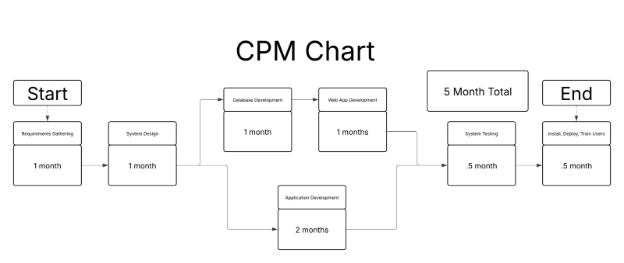 CPM Chart
Start
Requirements Gathering
1 month
System Design
1 month
Database Development
1 month
Web App Development
1 months
Application Development
2 months
5 Month Total
System Testing
.5 month
End
Install, Deploy, Train Users
.5 month